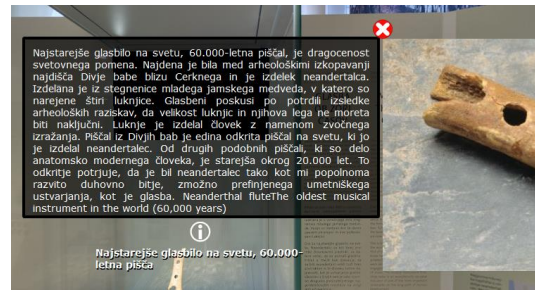 Najstarejše glasbilo na svetu, 60.000-letna piščal, je dragocenost
svetovnega pomena. Najdena je bila med arheološkimi izkopavanji
najdišča Divje babe blizu Cerknega in je izdelek neandertalca.
Izdelana je iz stegnenice mladega jamskega medveda, v katero so
narejene štiri luknjice. Glasbeni poskusi po potrdili izsledke
arheoloških raziskav, da velikost luknjic in njihova lega ne moreta
biti naključni. Luknje je izdelal človek z namenom zvočnega
izražanja. Piščal iz Divjih bab je edina odkrita piščal na svetu, ki jo
je izdelal neandertalec. Od drugih podobnih piščali, ki so delo
anatomsko modernega človeka, je starejša okrog 20.000 let. To
odkritje potrjuje, da je bil neandertalec tako kot mi popolnoma
razvito duhovno bitje, zmožno prefinjenega umetniškega
ustvarjanja, kot je glasba. Neanderthal fluteThe oldest musical
instrument in the world (60,000 years)
Najstarejše glasbilo na svetu, 60.000-
letna pišča